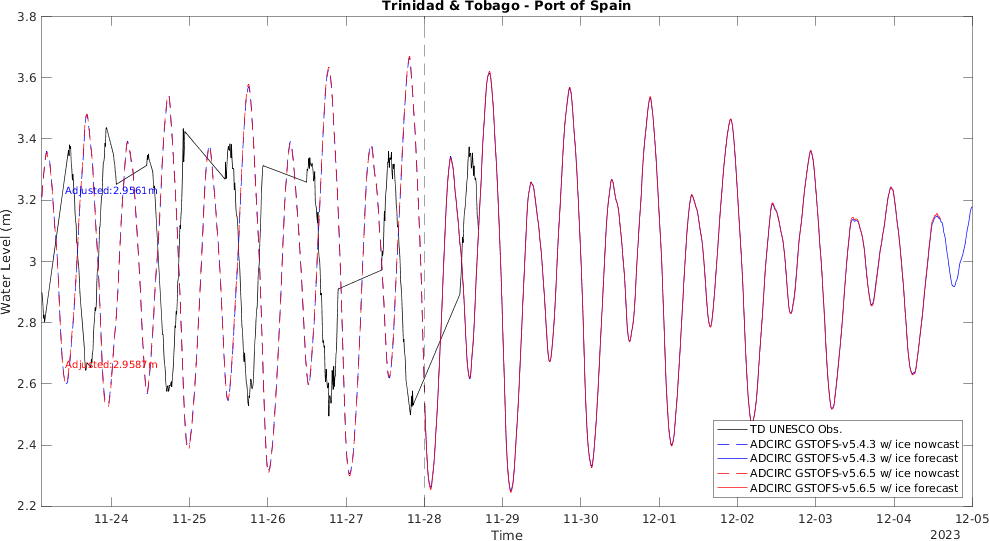 Trinidad & Tobago - Port of Spain
3.8
3.6
3.4
3.2
3
2.8
2.6
2.4
2.2
Water Level (m)
Adjusted:2.9561m
Adjusted:2.9587m
TD UNESCO Obs.
ADCIRC GSTOFS-v5.4.3 w/ ice nowcast
ADCIRC GSTOFS-v5.4.3 w/ ice forecast
ADCIRC GSTOFS-v5.6.5 w/ ice nowcast
ADCIRC GSTOFS-v5.6.5 w/ ice forecast
11-24 11-25 11-26 11-27 11-28 11-29 11-30 12-01 12-02 12-03 12-04 12-05
Time
2023